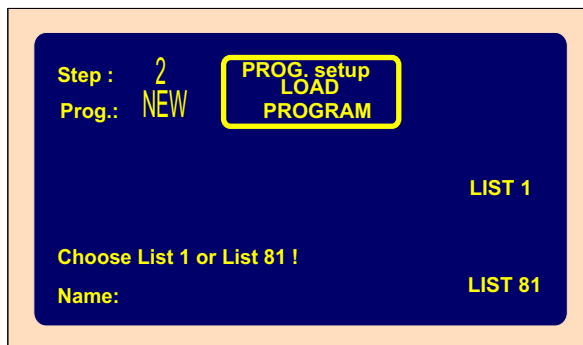 Step : 2
Prog.: NEW
PROG. setup
LOAD
PROGRAM
LIST 1
Choose List 1 or List 81 !
Name:
LIST 81